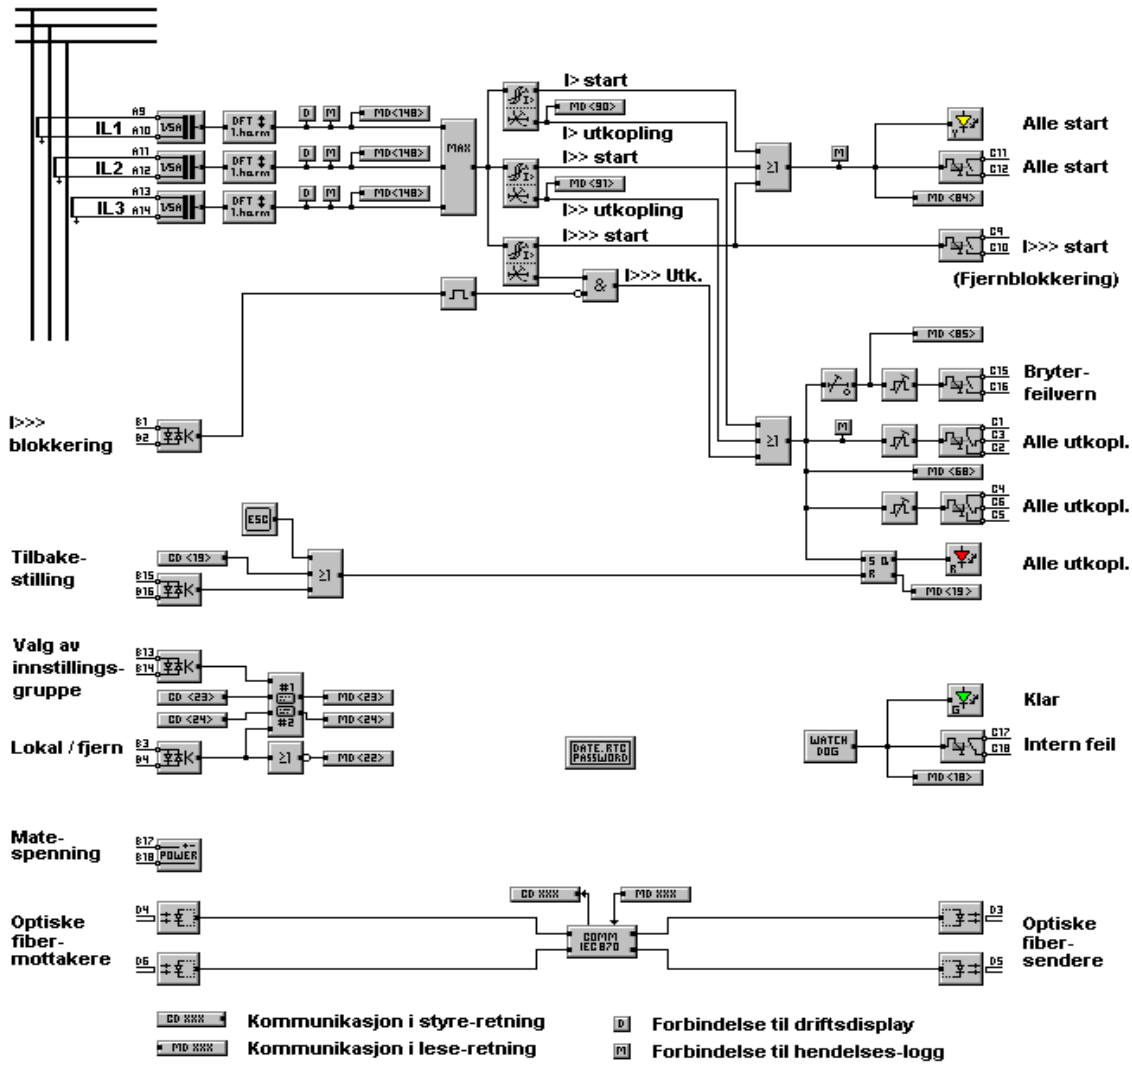 I> start
A9
IL1 A10 1/5A
DFT 1.harm
D
M
MD<148>
MD <90>
I> utkopling
A11
IL2 A12 1/5A
DFT 1.harm
D
M
MD<148>
MAX
I>> start
MD<91>
I>> utkopling
A13
IL3 A14 1/5A
DFT 1.harm
D
M
MD<148>
I>>> start
&
I>>> Utk.
≥1
M
Y
Alle start
C11
C12
Alle start
MD <84>
C9
C10
I>>> start
(Fjernblokkering)
MD <85>
C15
C16
Bryter-
feilvern
I>>>
blokkering
B1
B2
≥1
M
C1
C3
C2
Alle utkopl.
MD <68>
C4
C6
C5
Alle utkopl.
ESC
Tilbake-
stilling
CD <19>
B15
B16
≥1
S Q
R
R
Alle utkopl.
MD <19>
Valg av
innstillings-
gruppe
B13
B14
CD <23>
CD <24>
#1
#2
MD <23>
MD <24>
Lokal / fjern
B3
B4
≥1
MD <22>
DATE.RTC
PASSWORD
WATCH
DOG
G
Klar
C17
C18
Intern feil
MD <18>
Mate-
spenning
B17
B18
+-
POWER
CD XXX
MD XXX
Optiske
fiber-
mottakere
D4
D6
COMM
IEC870
D3
D5
Optiske
fiber-
sendere
CD XXX
Kommunikasjon i styre-retning
D
Forbindelse til driftsdisplay
MD XXX
Kommunikasjon i lese-retning
M
Forbindelse til hendelses-logg